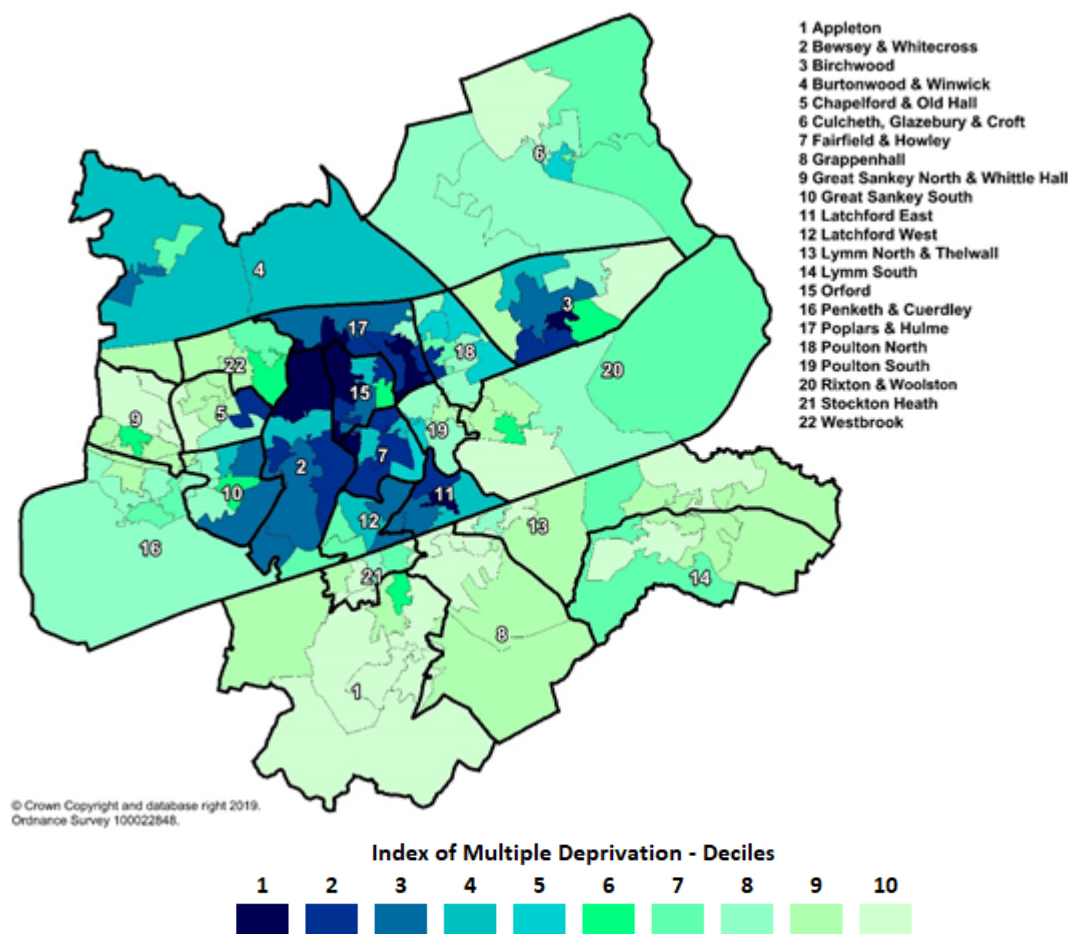 1 Appleton
2 Bewsey & Whitecross
3 Birchwood
4 Burtonwood & Winwick
5 Chapelford & Old Hall
6 Culcheth, Glazebury & Croft
7 Fairfield & Howley
8 Grappenhall
9 Great Sankey North & Whittle Hall
10 Great Sankey South
11 Latchford East
12 Latchford West
13 Lymm North & Thelwall
14 Lymm South
15 Orford
16 Penketh & Cuerdley
17 Poplars & Hulme
18 Poulton North
19 Poulton South
20 Rixton & Woolston
21 Stockton Heath
22 Westbrook
6
4
3
17
18
22
20
15
9
5
19
2
7
10
11
12
13
16
21
14
8
1
© Crown Copyright and database right 2019.
Ordnance Survey 100022848.
Index of Multiple Deprivation - Deciles
1 2 3 4 5 6 7 8 9 10